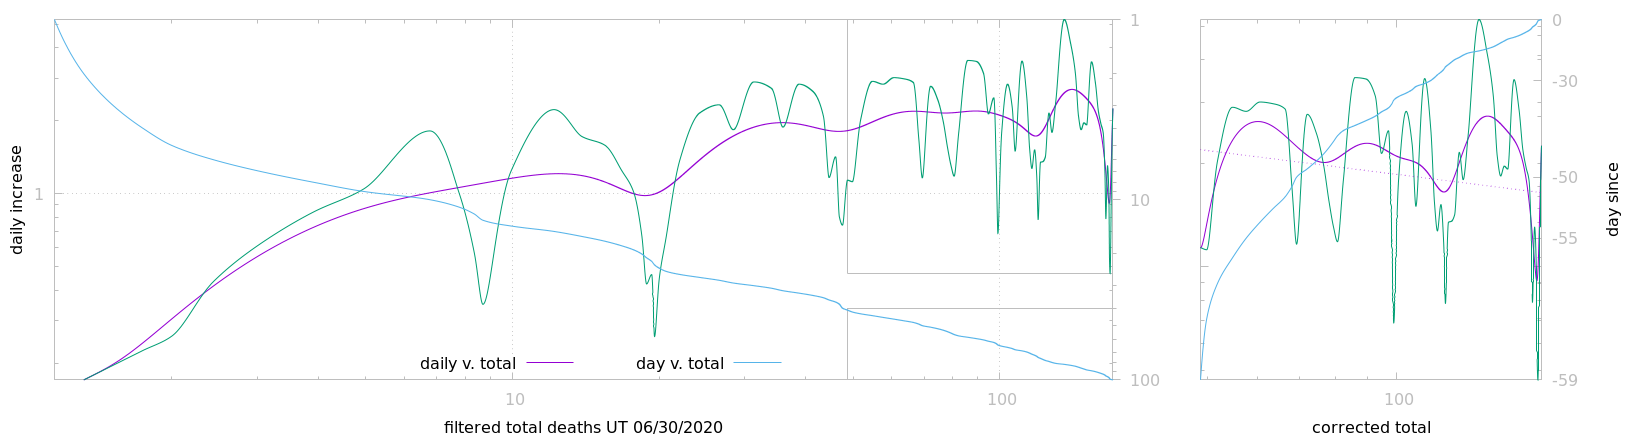 daily increase
1
10
100
daily v. total
day v. total
filtered total deaths UT 06/30/2020
1
10
100
100
corrected total
0
-30
-50
-55
-59
day since